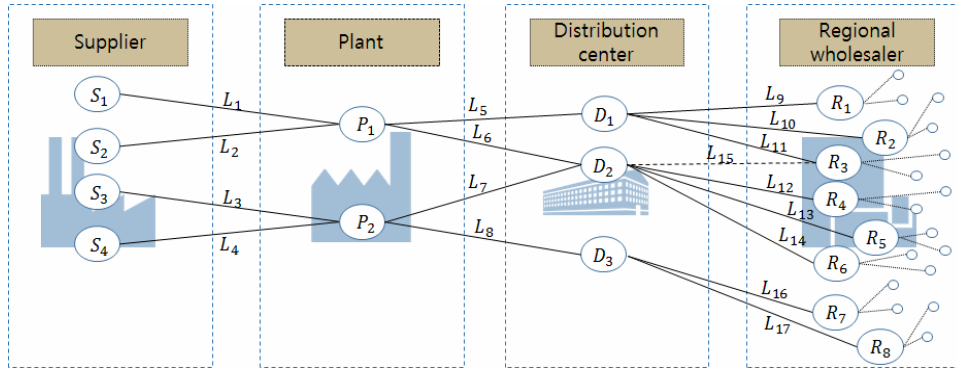 Supplier
Plant
Distribution
center
Regional
wholesaler
S1
S2
S3
S4
L1
L2
L3
L4
P1
P2
L5
L6
L7
L8
D1
D2
D3
L9
L10
L11
L15
L12
L13
L14
L16
L17
R1
R2
R3
R4
R5
R6
R7
R8